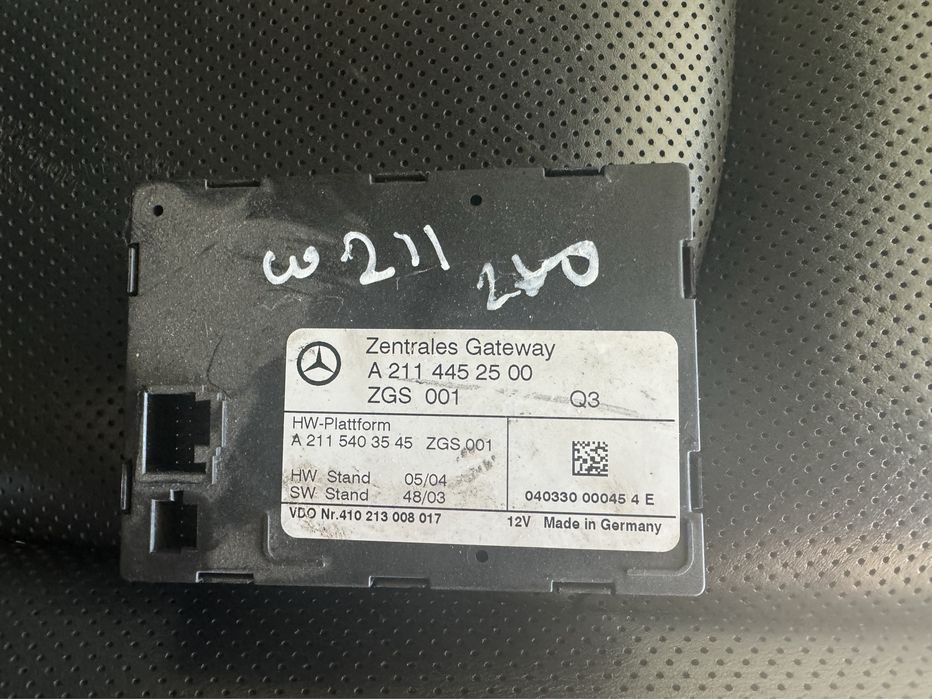 W 211
Zentrales Gateway
A 211 445 25 00
ZGS 001 Q3
HW-Plattform
A 211 540 35 45 ZGS 001
HW Stand 05/04
SW Stand 48/03
040330 00045 4 E
VDO Nr.410 213 008 017 12V Made in Germany